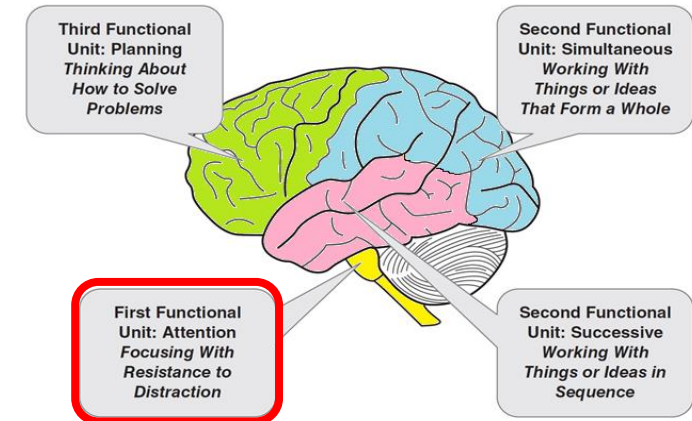 Third Functional
Unit: Planning
Thinking About
How to Solve
Problems
Second Functional
Unit: Simultaneous
Working With
Things or Ideas
That Form a Whole
First Functional
Unit: Attention
Focusing With
Resistance to
Distraction
Second Functional
Unit: Successive
Working With
Things or Ideas in
Sequence